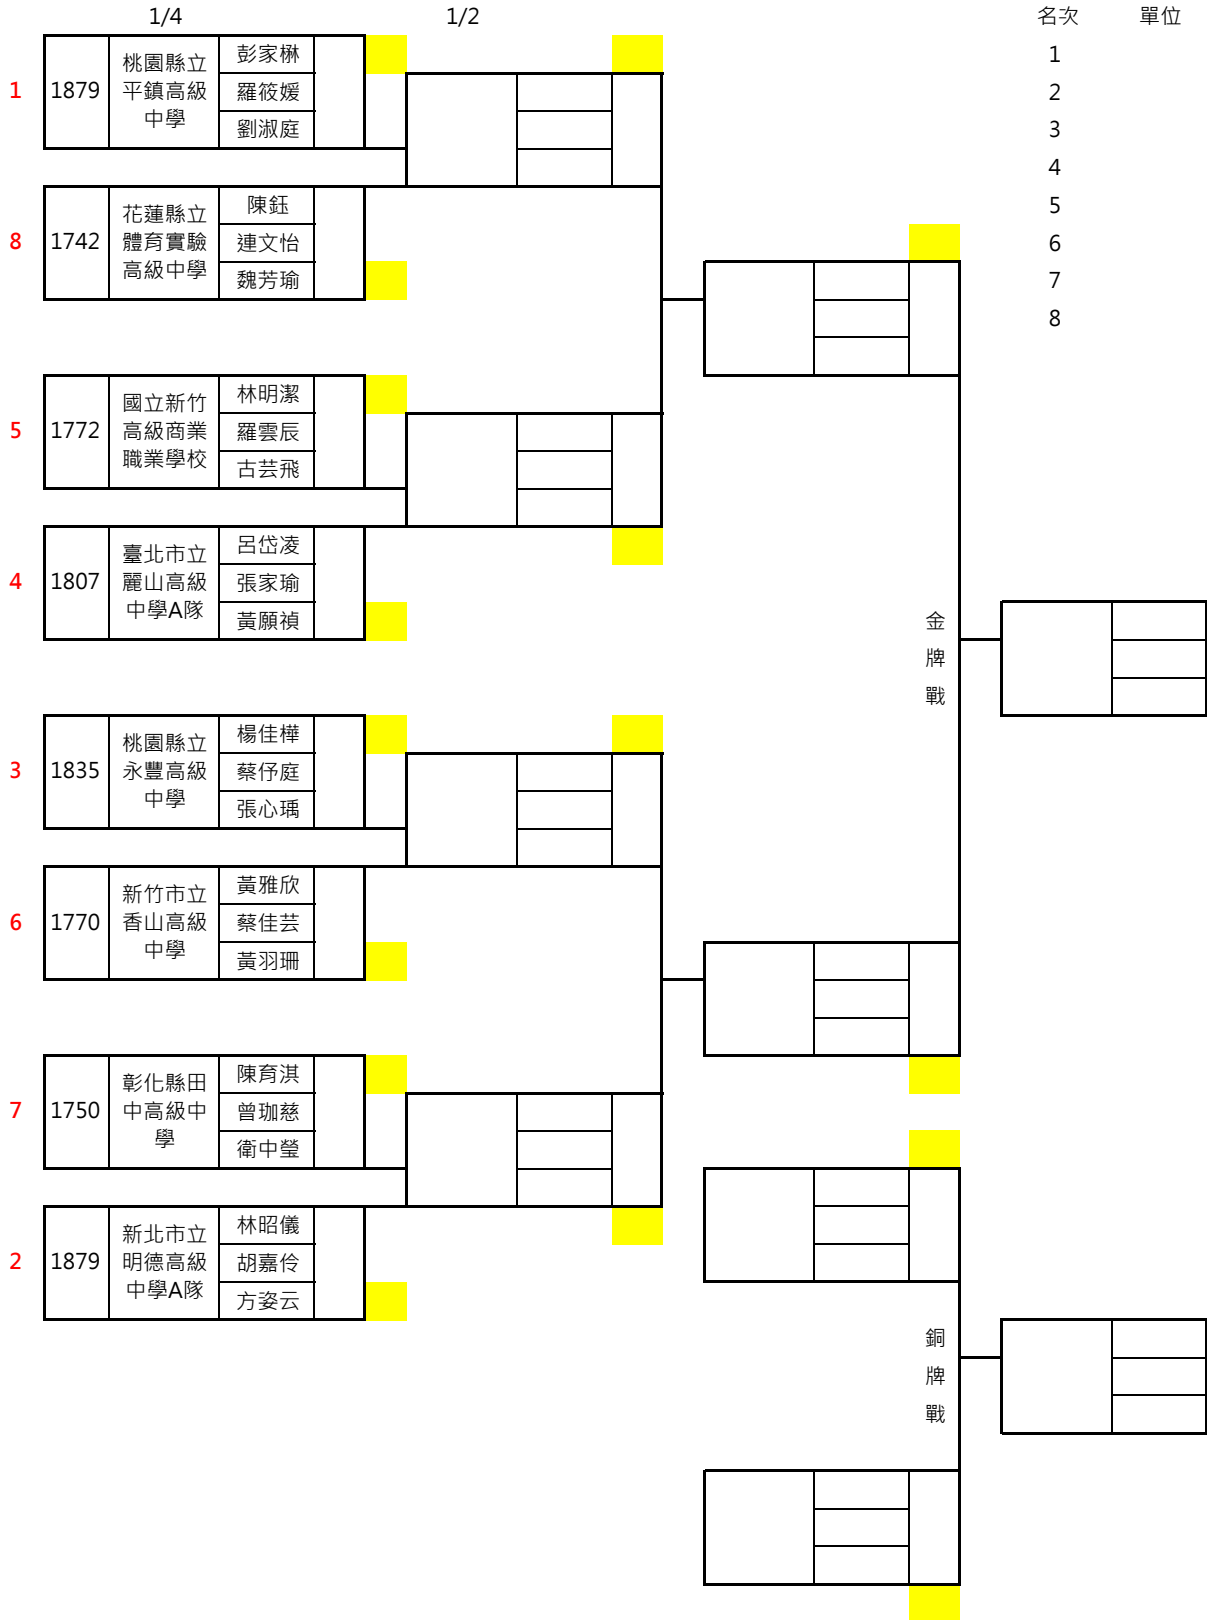 1/4 1/2 名次 單位
1
2
3
4
5
6
7
8
1 1879 桃園縣立
平鎮高級
中學
彭家楙
羅筱媛
劉淑庭
8 1742 花蓮縣立
體育實驗
高級中學
陳鈺
連文怡
魏芳瑜
5 1772 國立新竹
高級商業
職業學校
林明潔
羅雲辰
古芸飛
4 1807 臺北市立
麗山高級
中學A隊
呂岱凌
張家瑜
黃願禎
金
牌
戰
3 1835 桃園縣立
永豐高級
中學
楊佳樺
蔡伃庭
張心瑀
6 1770 新竹市立
香山高級
中學
黃雅欣
蔡佳芸
黃羽珊
7 1750 彰化縣田
中高級中
學
陳育淇
曾珈慈
衛中瑩
2 1879 新北市立
明德高級
中學A隊
林昭儀
胡嘉伶
方姿云
銅
牌
戰